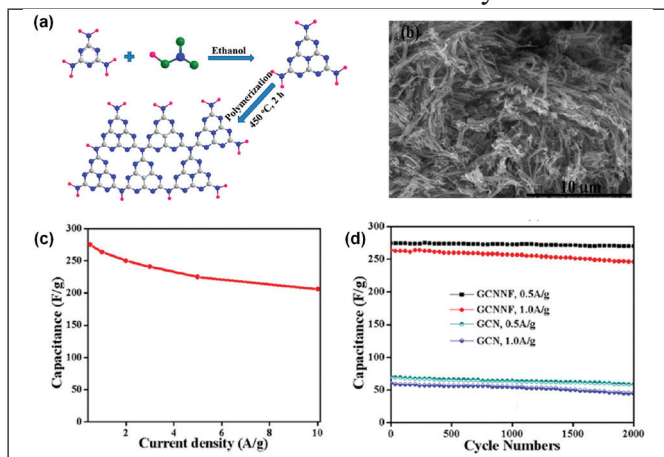 (a)
Ethanol
Polymerization
450 °C, 2 h
(b)
10 μm
(c)
300
250
200
150
100
50
0
Capacitance (F/g)
2
4
6
8
10
Current density (A/g)
(d)
300
250
200
150
100
50
0
Capacitance (F/g)
GCNNF, 0.5A/g
GCNNF, 1.0A/g
GCN, 0.5A/g
GCN, 1.0A/g
0
500
1000
1500
2000
Cycle Numbers